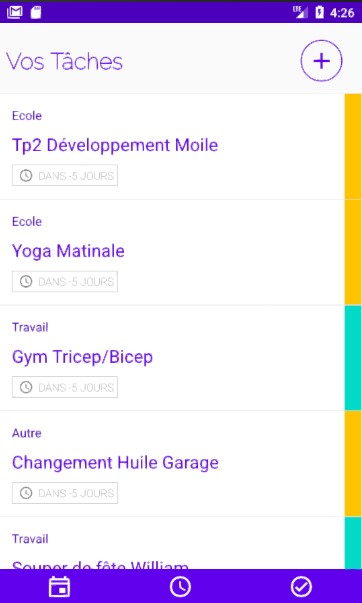 LTE 4:26
Vos Tâches
Ecole
Tp2 Développement Moile
DANS -5 JOURS
Ecole
Yoga Matinale
DANS -5 JOURS
Travail
Gym Tricep/Bicep
DANS -5 JOURS
Autre
Changement Huile Garage
DANS -5 JOURS
Travail
Souper de fête William